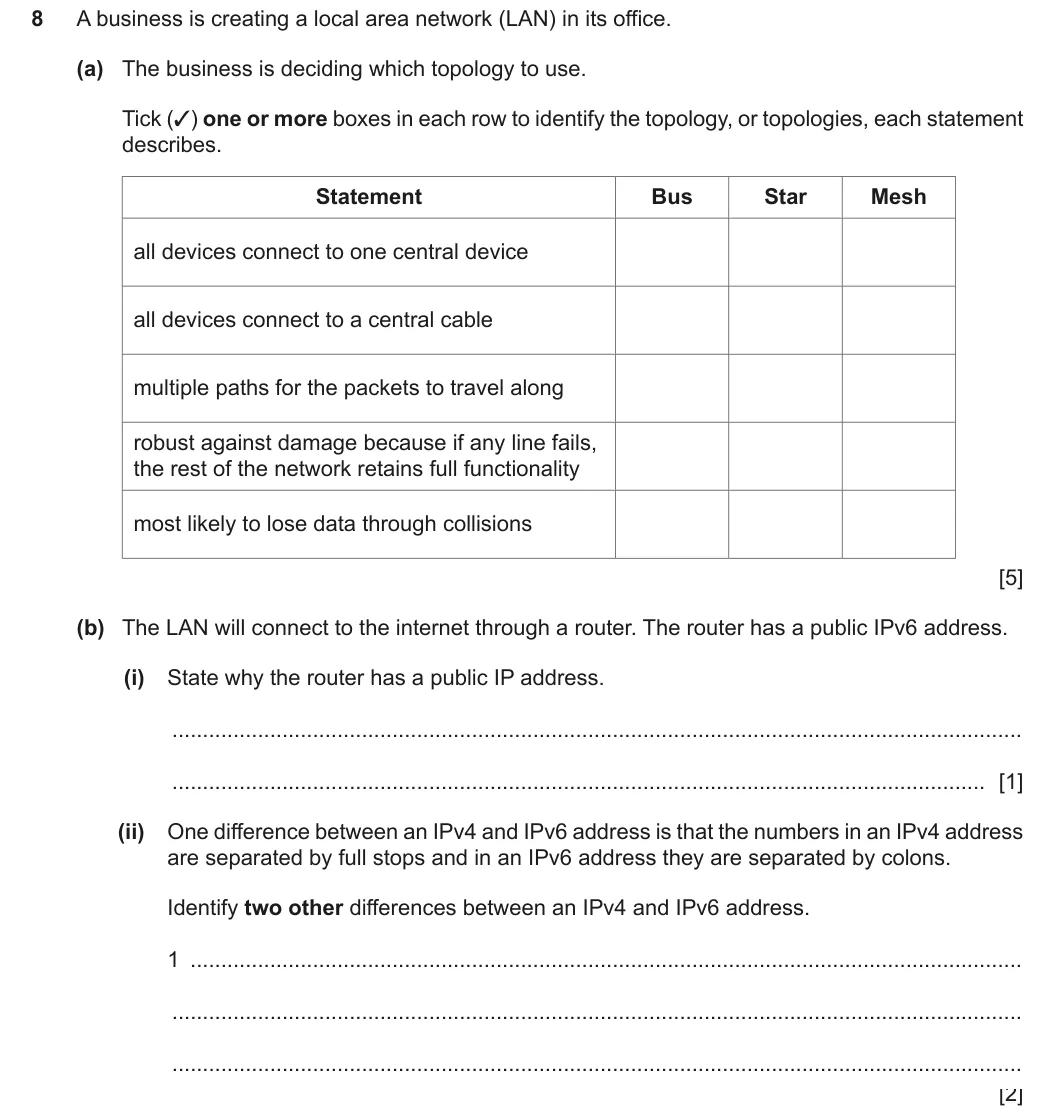 8 A business is creating a local area network (LAN) in its office.
(a) The business is deciding which topology to use.
Tick (✓) one or more boxes in each row to identify the topology, or topologies, each statement
describes.
Statement Bus Star Mesh
all devices connect to one central device
all devices connect to a central cable
multiple paths for the packets to travel along
robust against damage because if any line fails,
the rest of the network retains full functionality
most likely to lose data through collisions
[5]
(b) The LAN will connect to the internet through a router. The router has a public IPv6 address.
(i) State why the router has a public IP address.
..........................................................................................................................................
.................................................................................................................................... [1]
(ii) One difference between an IPv4 and IPv6 address is that the numbers in an IPv4 address
are separated by full stops and in an IPv6 address they are separated by colons.
Identify two other differences between an IPv4 and IPv6 address.
1 .......................................................................................................................................
..........................................................................................................................................
..........................................................................................................................................
[2]